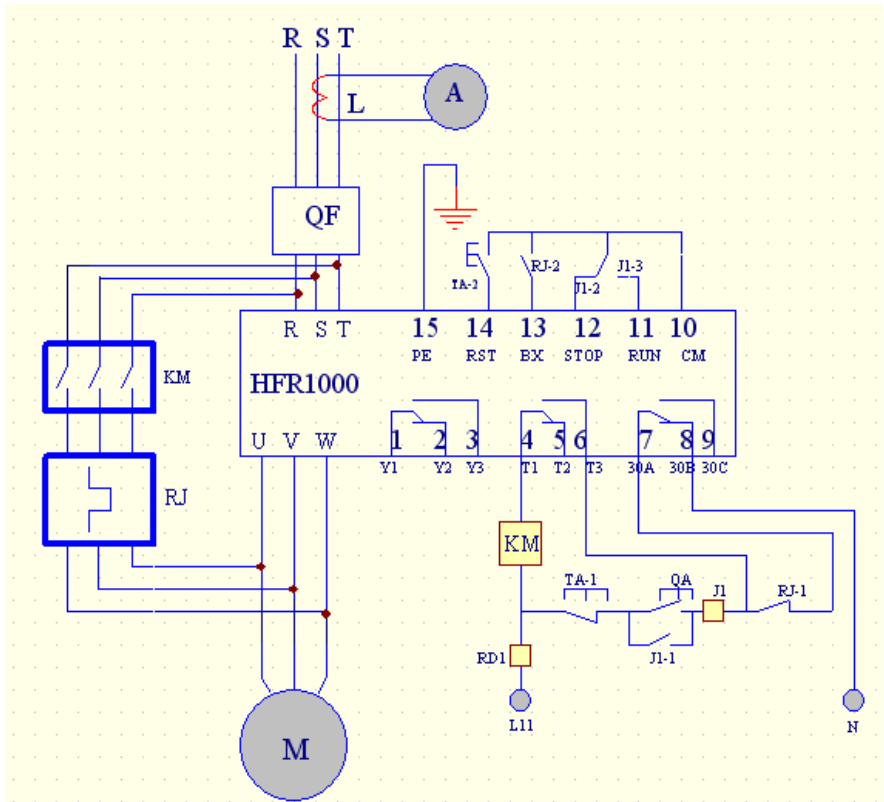 R S T
L
A
QF
TA-2
RJ-2
J1-2
J1-3
R S T
15 14 13 12 11 10
PE RST BX STOP RUN CM
KM
HFR1000
U V W
1 2 3 4 5 6 7 8 9
Y1 Y2 Y3 T1 T2 T3 30A 30B 30C
RJ
KM
TA-1 QA J1 RJ-1
J1-1
RD1
L11
N
M